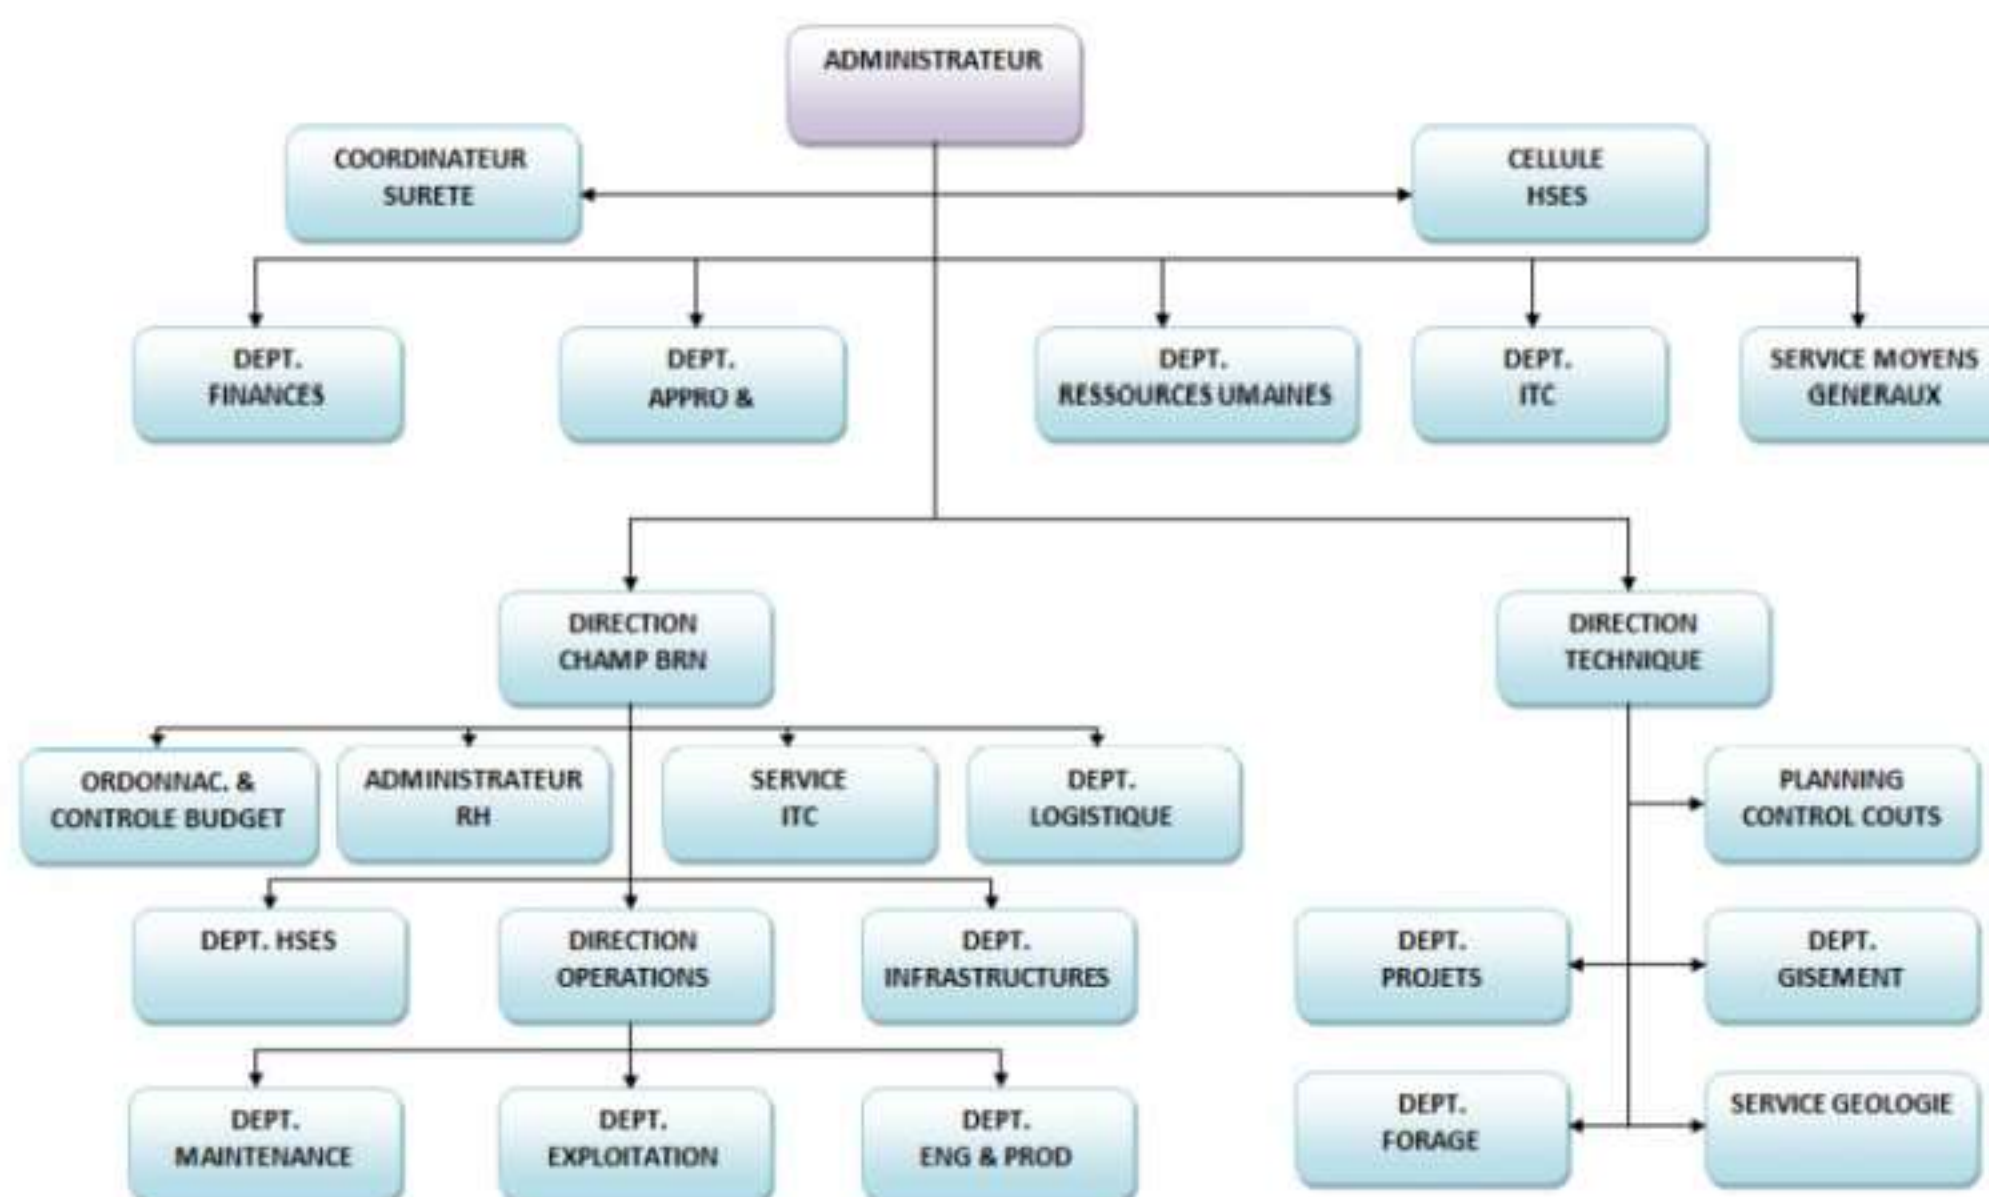 ADMINISTRATEUR
COORDINATEUR
SURETE
CELLULE
HSES
DEPT.
FINANCES
DEPT.
APPRO &
DEPT.
RESSOURCES UMAINES
DEPT.
ITC
SERVICE MOYENS
GENERAUX
DIRECTION
CHAMP BRN
DIRECTION
TECHNIQUE
ORDONNAC. &
CONTROLE BUDGET
ADMINISTRATEUR
RH
SERVICE
ITC
DEPT.
LOGISTIQUE
PLANNING
CONTROL COUTS
DEPT. HSES
DIRECTION
OPERATIONS
DEPT.
INFRASTRUCTURES
DEPT.
PROJETS
DEPT.
GISEMENT
DEPT.
MAINTENANCE
DEPT.
EXPLOITATION
DEPT.
ENG & PROD
DEPT.
FORAGE
SERVICE GEOLOGIE